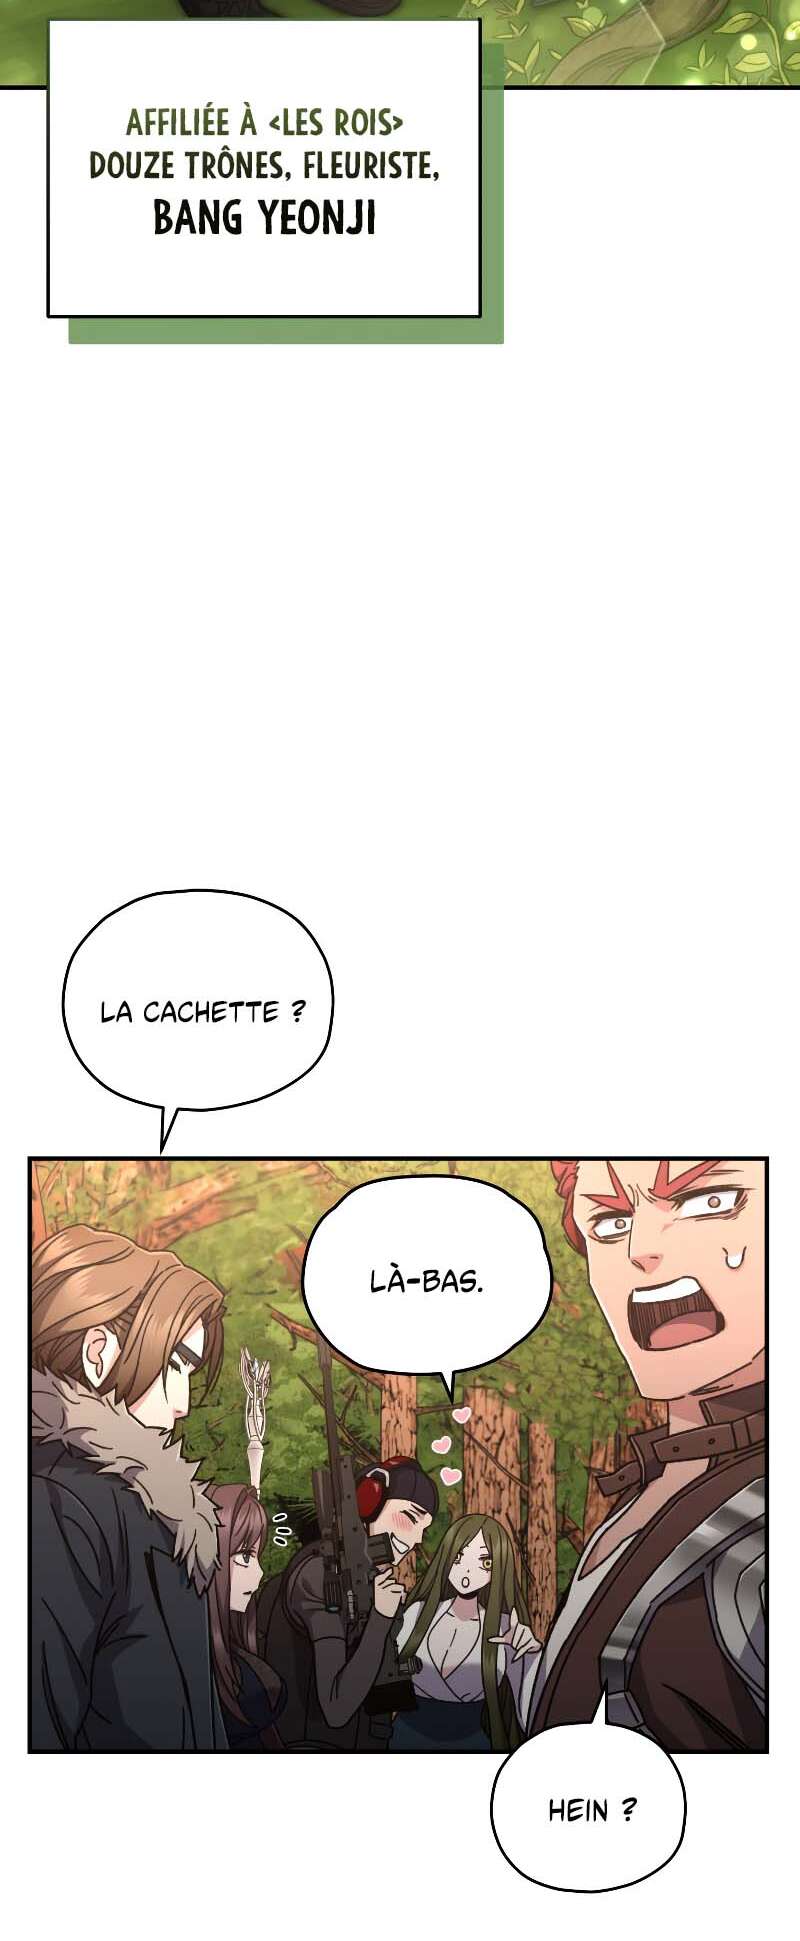 AFFILIÉE À <LES ROIS>
DOUZE TRÔNES, FLEURISTE,
BANG YEONJI
LA CACHETTE ?
LÀ-BAS.
HEIN ?